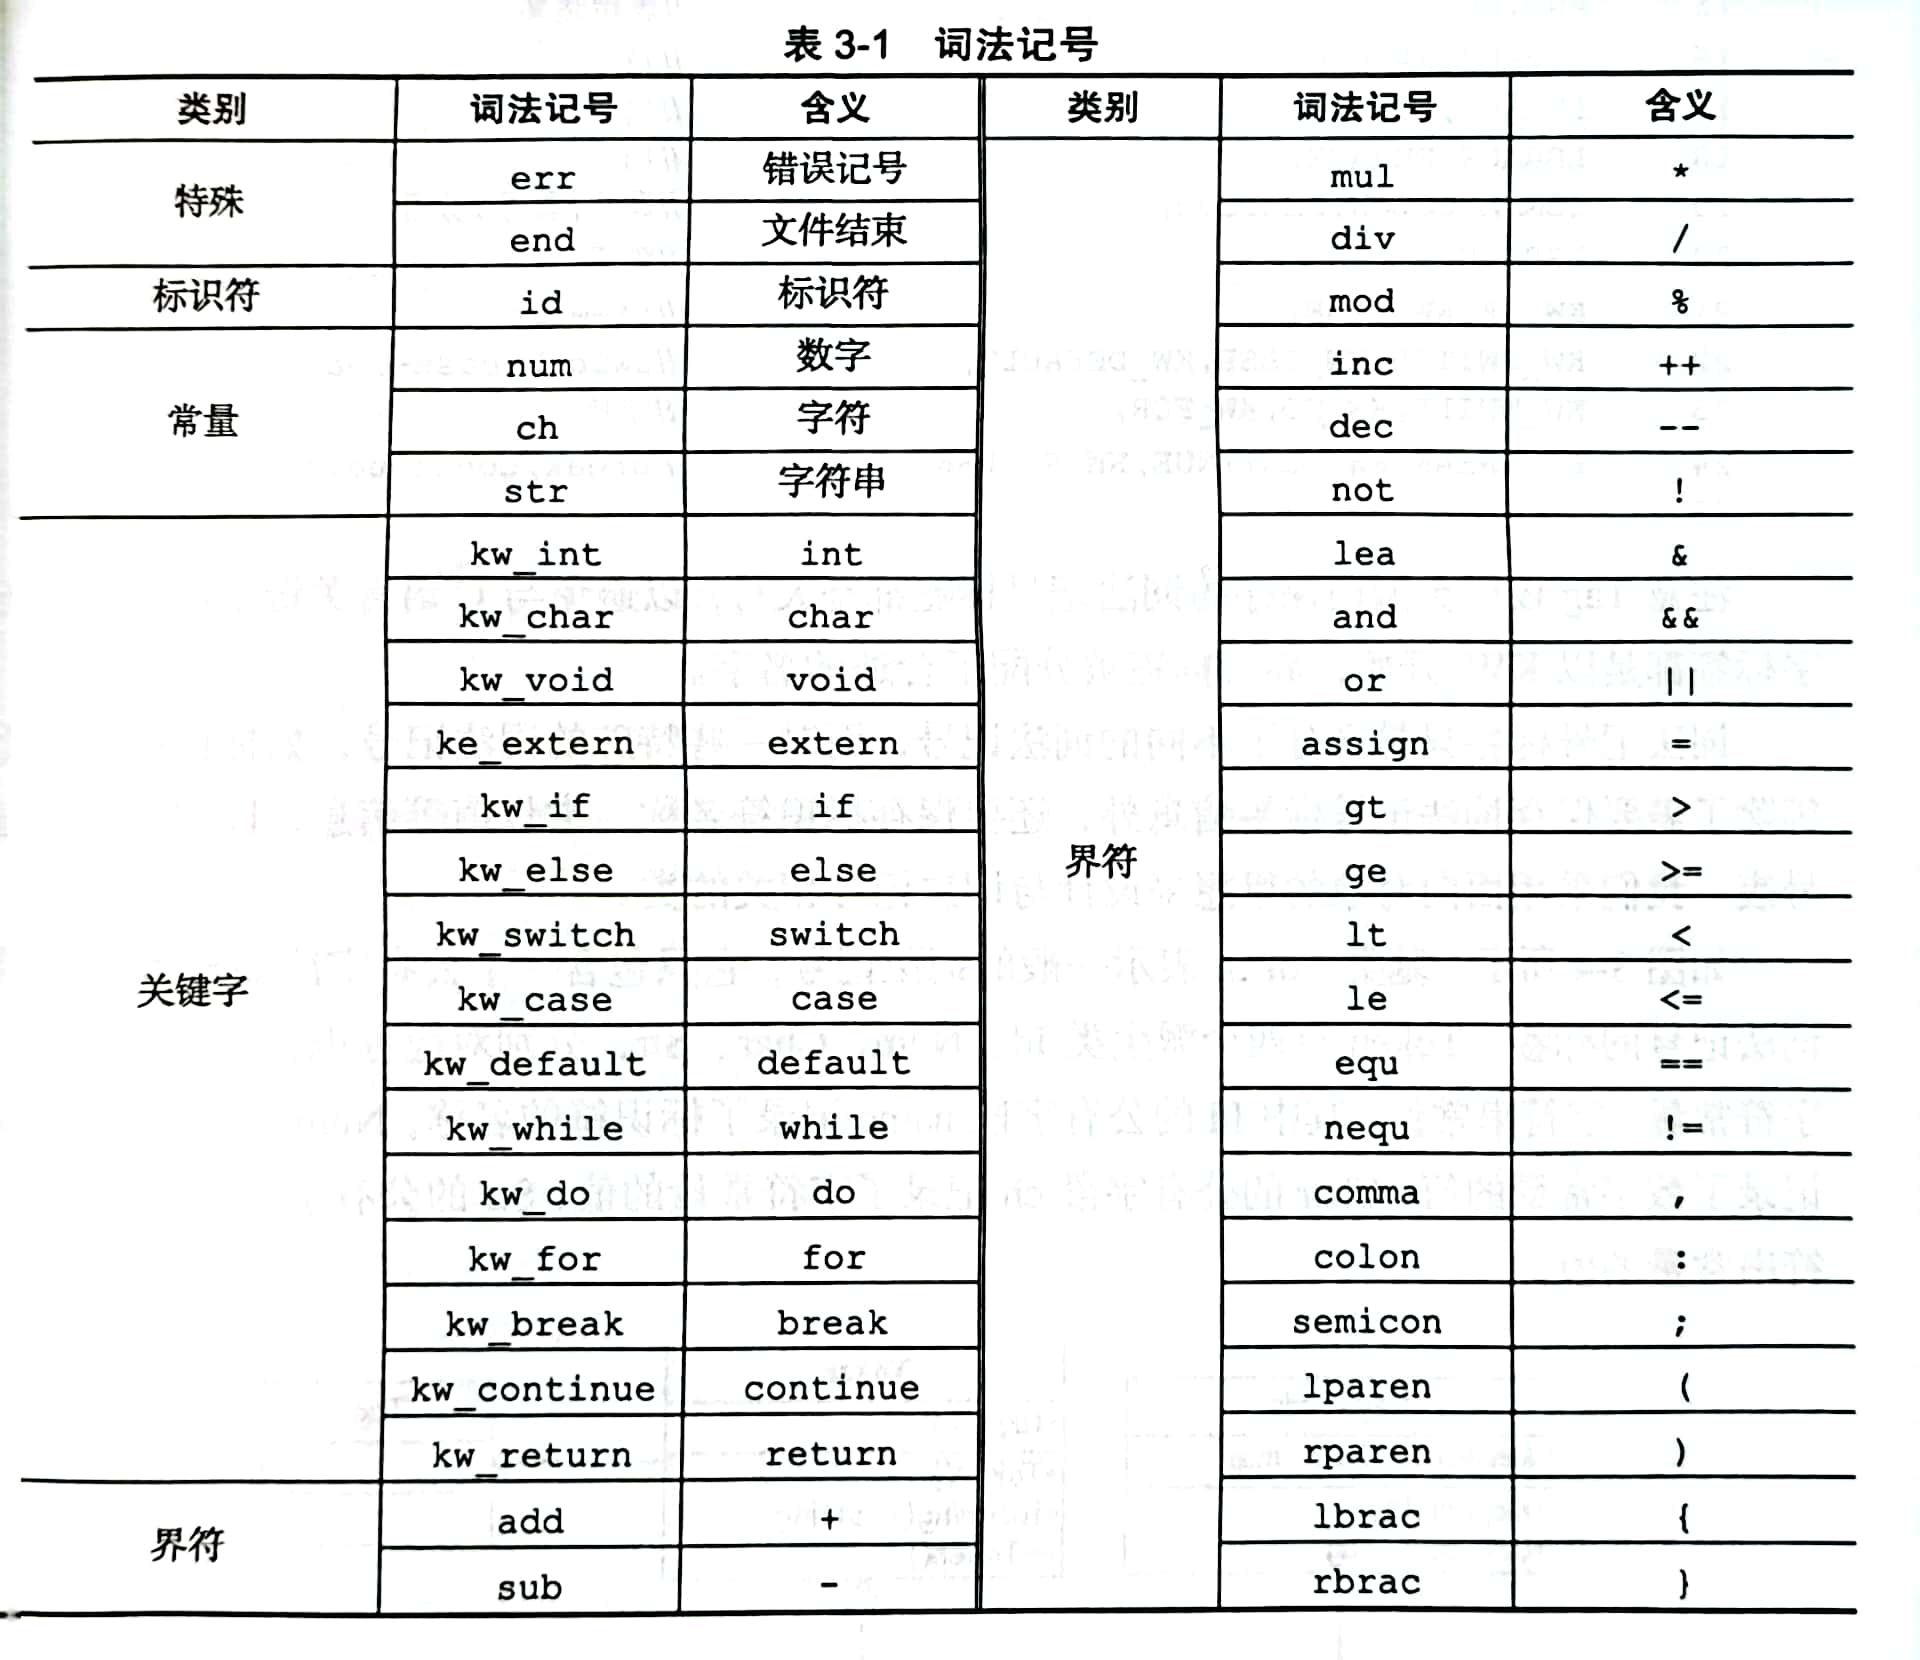 表 3-1 词法记号
类别 词法记号 含义 类别 词法记号 含义
特殊 err 错误记号 界符 mul *
end 文件结束 div /
标识符 id 标识符 mod %
常量 num 数字 inc ++
ch 字符 dec --
str 字符串 not !
关键字 kw_int int lea &
kw_char char and &&
kw_void void or ||
ke_extern extern assign =
kw_if if gt >
kw_else else ge >=
kw_switch switch lt <
kw_case case le <=
kw_default default equ ==
kw_while while nequ !=
kw_do do comma ,
kw_for for colon :
kw_break break semicon ;
kw_continue continue lparen (
kw_return return rparen )
界符 add + lbrac {
sub - rbrac }